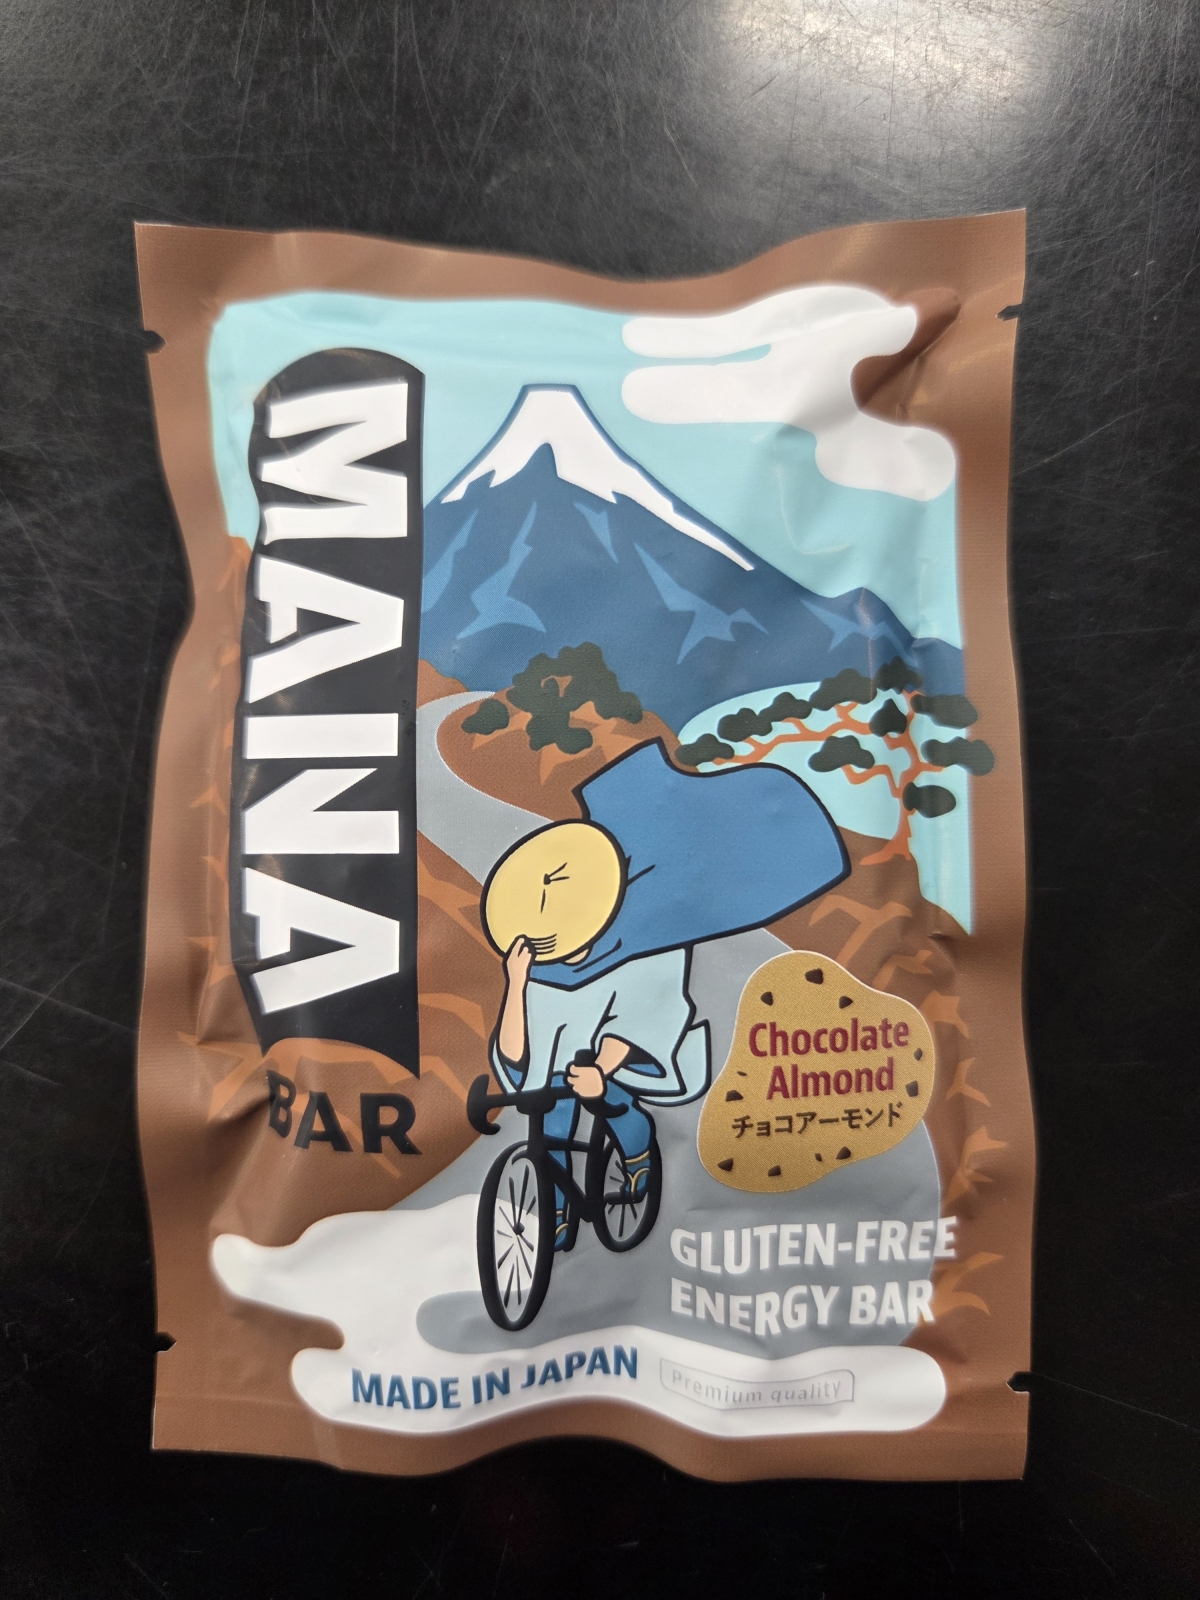 MANA
BAR
Chocolate
Almond
チョコアーモンド
GLUTEN-FREE
ENERGY BAR
MADE IN JAPAN
Premium quality